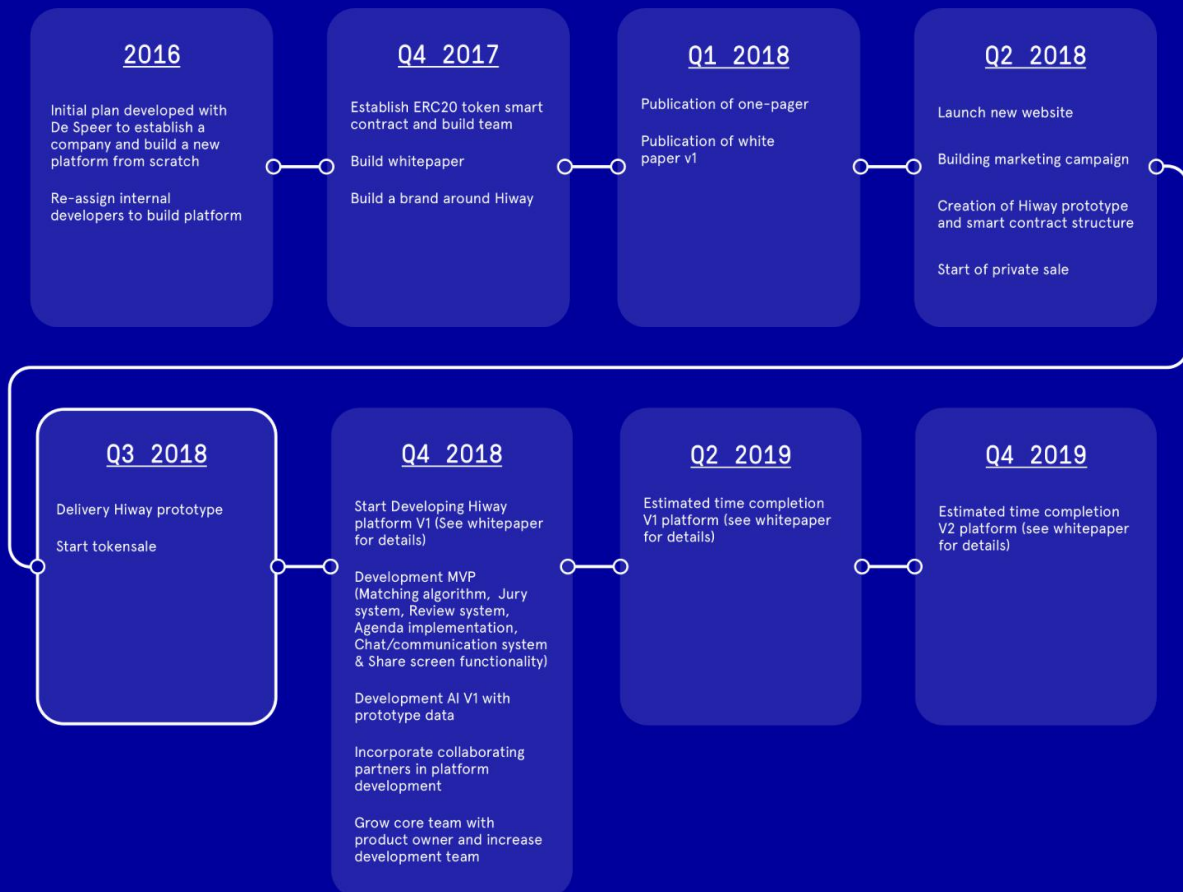 2016
Initial plan developed with
De Speer to establish a
company and build a new
platform from scratch
Re-assign internal
developers to build platform
Q4 2017
Establish ERC20 token smart
contract and build team
Build whitepaper
Build a brand around Hiway
Q1 2018
Publication of one-pager
Publication of white
paper v1
Q2 2018
Launch new website
Building marketing campaign
Creation of Hiway prototype
and smart contract structure
Start of private sale
Q3 2018
Delivery Hiway prototype
Start tokensale
Q4 2018
Start Developing Hiway
platform V1 (See whitepaper
for details)
Development MVP
(Matching algorithm, Jury
system, Review system,
Agenda implementation,
Chat/communication system
& Share screen functionality)
Development AI V1 with
prototype data
Incorporate collaborating
partners in platform
development
Grow core team with
product owner and increase
development team
Q2 2019
Estimated time completion
V1 platform (see whitepaper
for details)
Q4 2019
Estimated time completion
V2 platform (see whitepaper
for details)